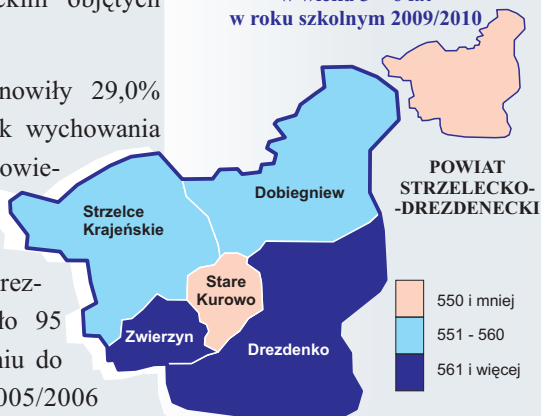 objętych
w roku szkolnym 2009/2010
nowiły 29,0%
k wychowania
owie-
rez-
ło 95
niu do
005/2006
Dobiegniew
Strzelce
Krajeńskie
Stare
Kurowo
Zwierzyn
Drezdenko
POWIAT
STRZELECKO-
-DREZDENECKI
550 i mniej
551 - 560
561 i więcej